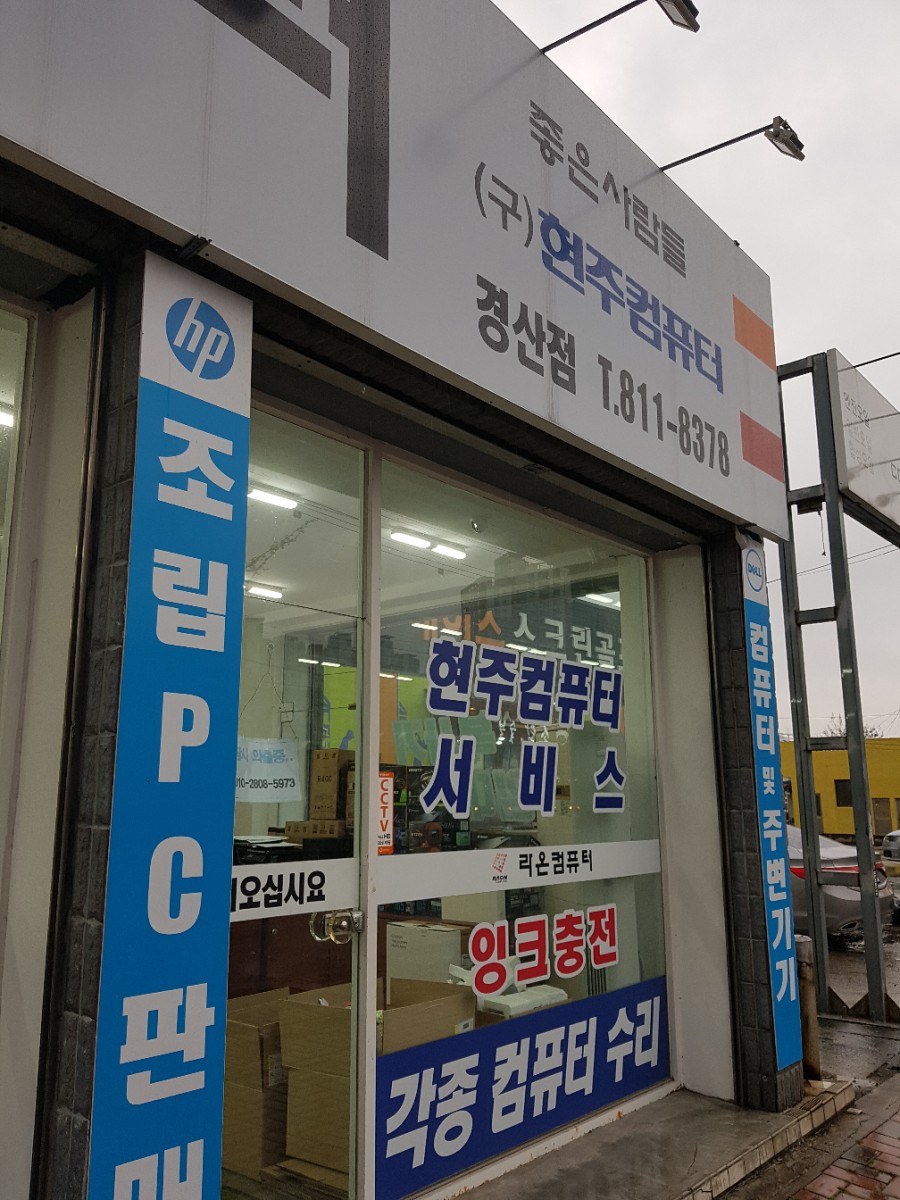 좋은사람들
(구)현주컴퓨터
경산점 T.811-8378
hp
조립PC판매
현주컴퓨터
서비스
외출중..
010-2808-5973
CCTV
리온컴퓨터
오십시요
잉크충전
각종 컴퓨터 수리
DELL
컴퓨터 및 주변기기